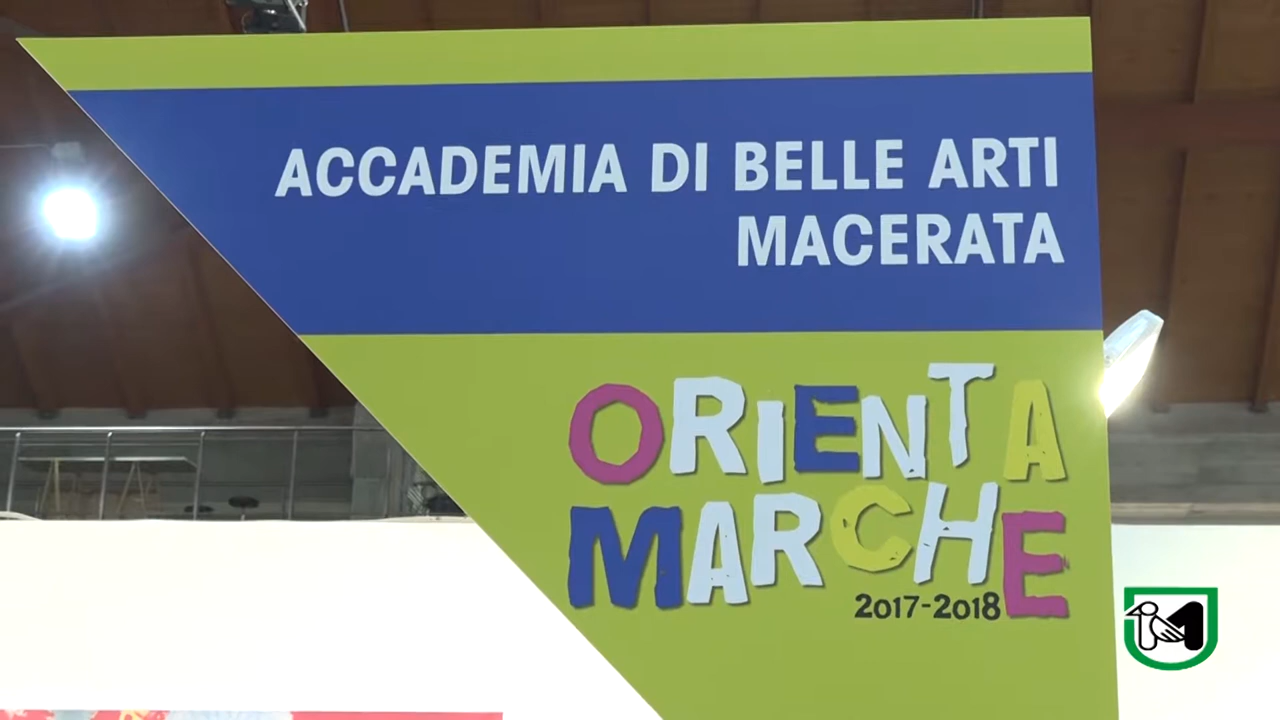 ACCADEMIA DI BELLE ARTI
MACERATA
ORIENTA
MARCHE
2017-2018